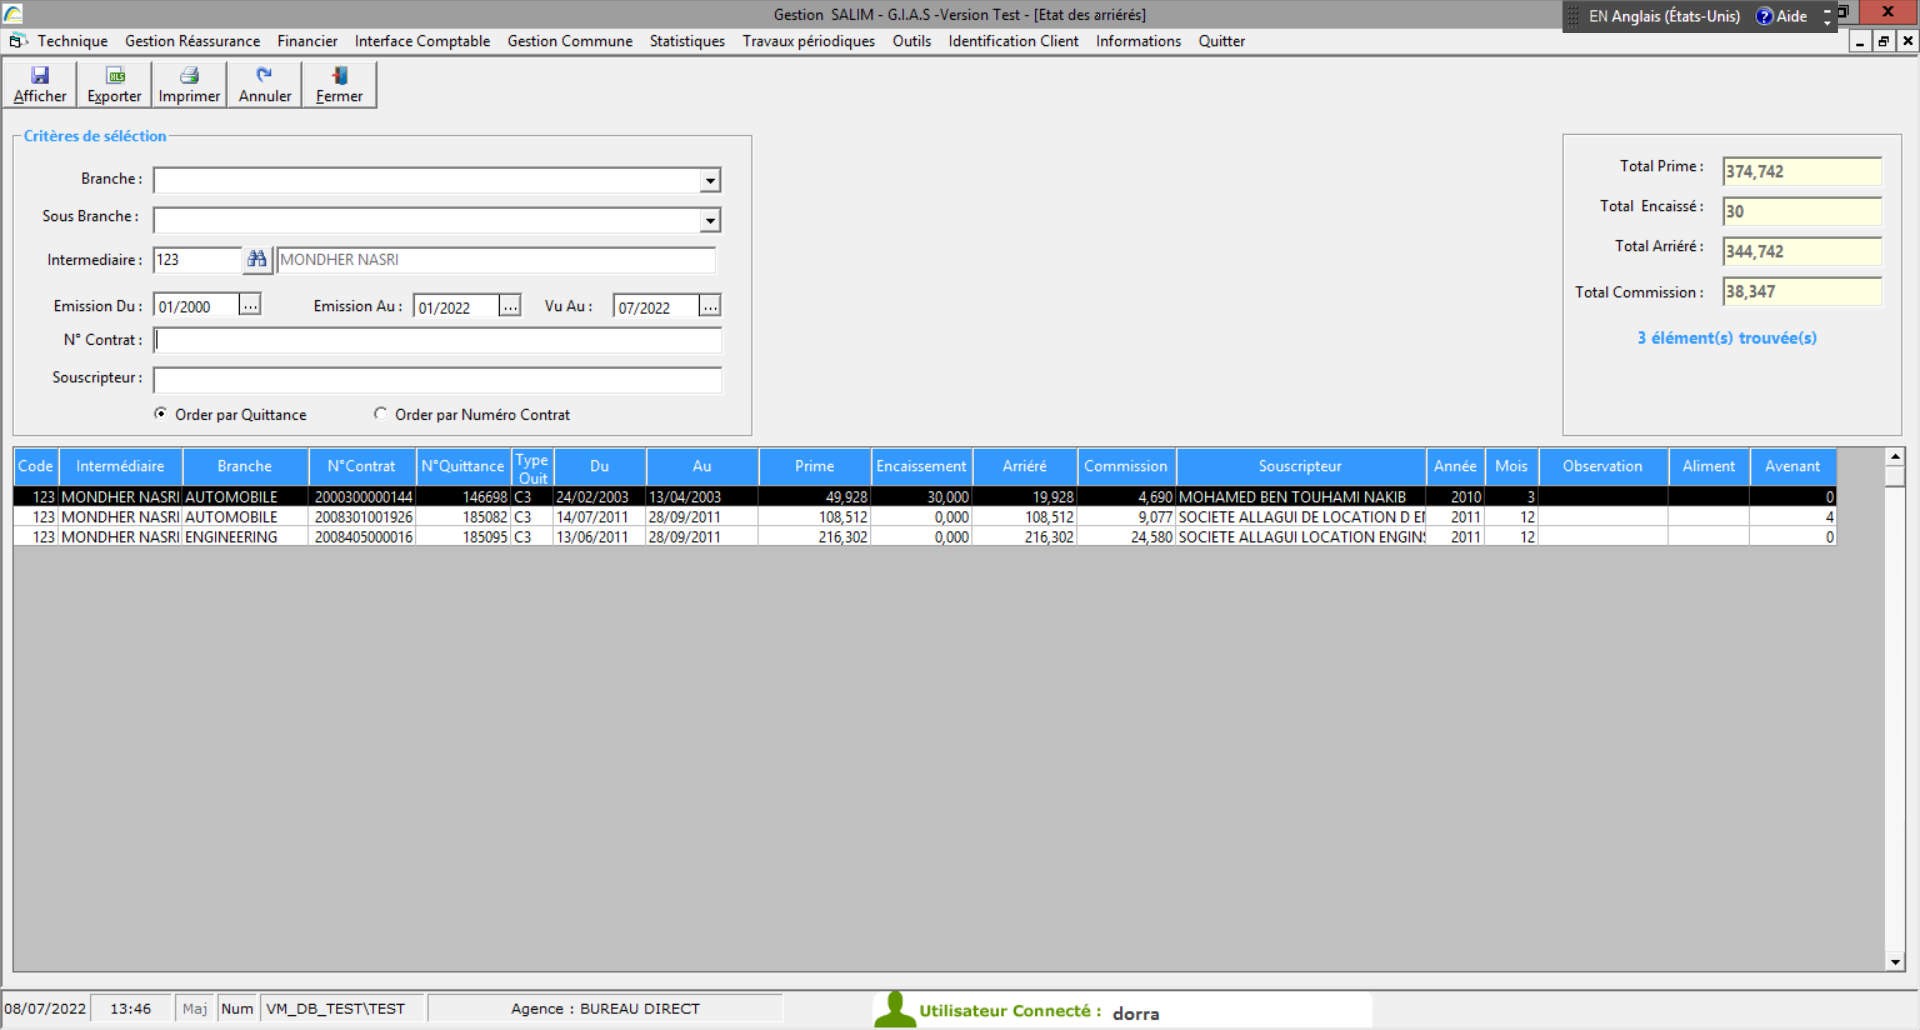 Gestion SALIM - G.I.A.S -Version Test - [Etat des arriérés]
EN Anglais (États-Unis) Aide
Technique Gestion Réassurance Financier Interface Comptable Gestion Commune Statistiques Travaux périodiques Outils Identification Client Informations Quitter
Afficher Exporter Imprimer Annuler Fermer
Critères de séléction
Branche :
Sous Branche :
Intermediaire : 123 MONDHER NASRI
Emission Du : 01/2000 ... Emission Au : 01/2022 ... Vu Au : 07/2022 ...
N° Contrat :
Souscripteur :
Order par Quittance Order par Numéro Contrat
Total Prime : 374,742
Total Encaissé : 30
Total Arriéré : 344,742
Total Commission : 38,347
3 élément(s) trouvée(s)
Code Intermédiaire Branche N°Contrat N°Quittance Type Quit Du Au Prime Encaissement Arriéré Commission Souscripteur Année Mois Observation Aliment Avenant
123 MONDHER NASRI AUTOMOBILE 2000300000144 146698 C3 24/02/2003 13/04/2003 49,928 30,000 19,928 4,690 MOHAMED BEN TOUHAMI NAKIB 2010 3 0
123 MONDHER NASRI AUTOMOBILE 2008301001926 185082 C3 14/07/2011 28/09/2011 108,512 0,000 108,512 9,077 SOCIETE ALLAGUI DE LOCATION D 2011 12 4
123 MONDHER NASRI ENGINEERING 2008405000016 185095 C3 13/06/2011 28/09/2011 216,302 0,000 216,302 24,580 SOCIETE ALLAGUI LOCATION ENGIN 2011 12 0
08/07/2022 13:46 Maj Num VM_DB_TEST\TEST Agence : BUREAU DIRECT Utilisateur Connecté : dorra